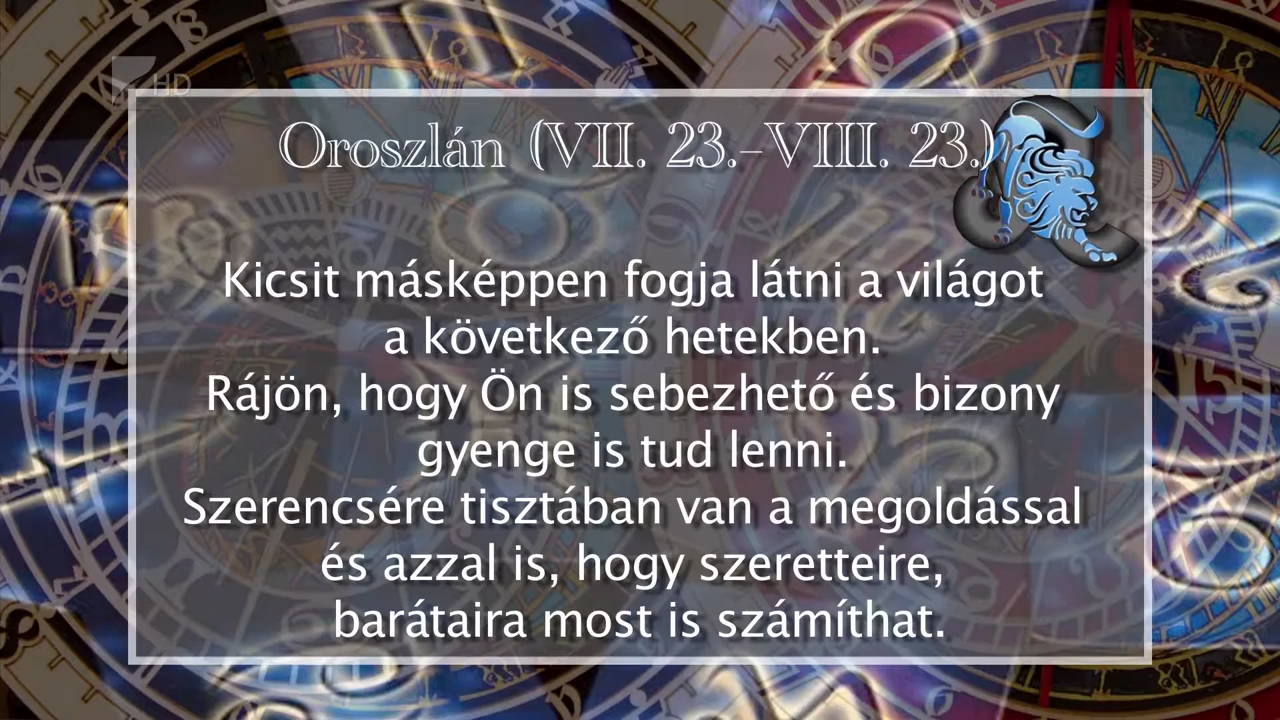 HD
Oroszlán (VII. 23.–VIII. 23.)
Kicsit másképpen fogja látni a világot
a következő hetekben.
Rájön, hogy Ön is sebezhető és bizony
gyenge is tud lenni.
Szerencsére tisztában van a megoldással
és azzal is, hogy szeretteire,
barátaira most is számíthat.